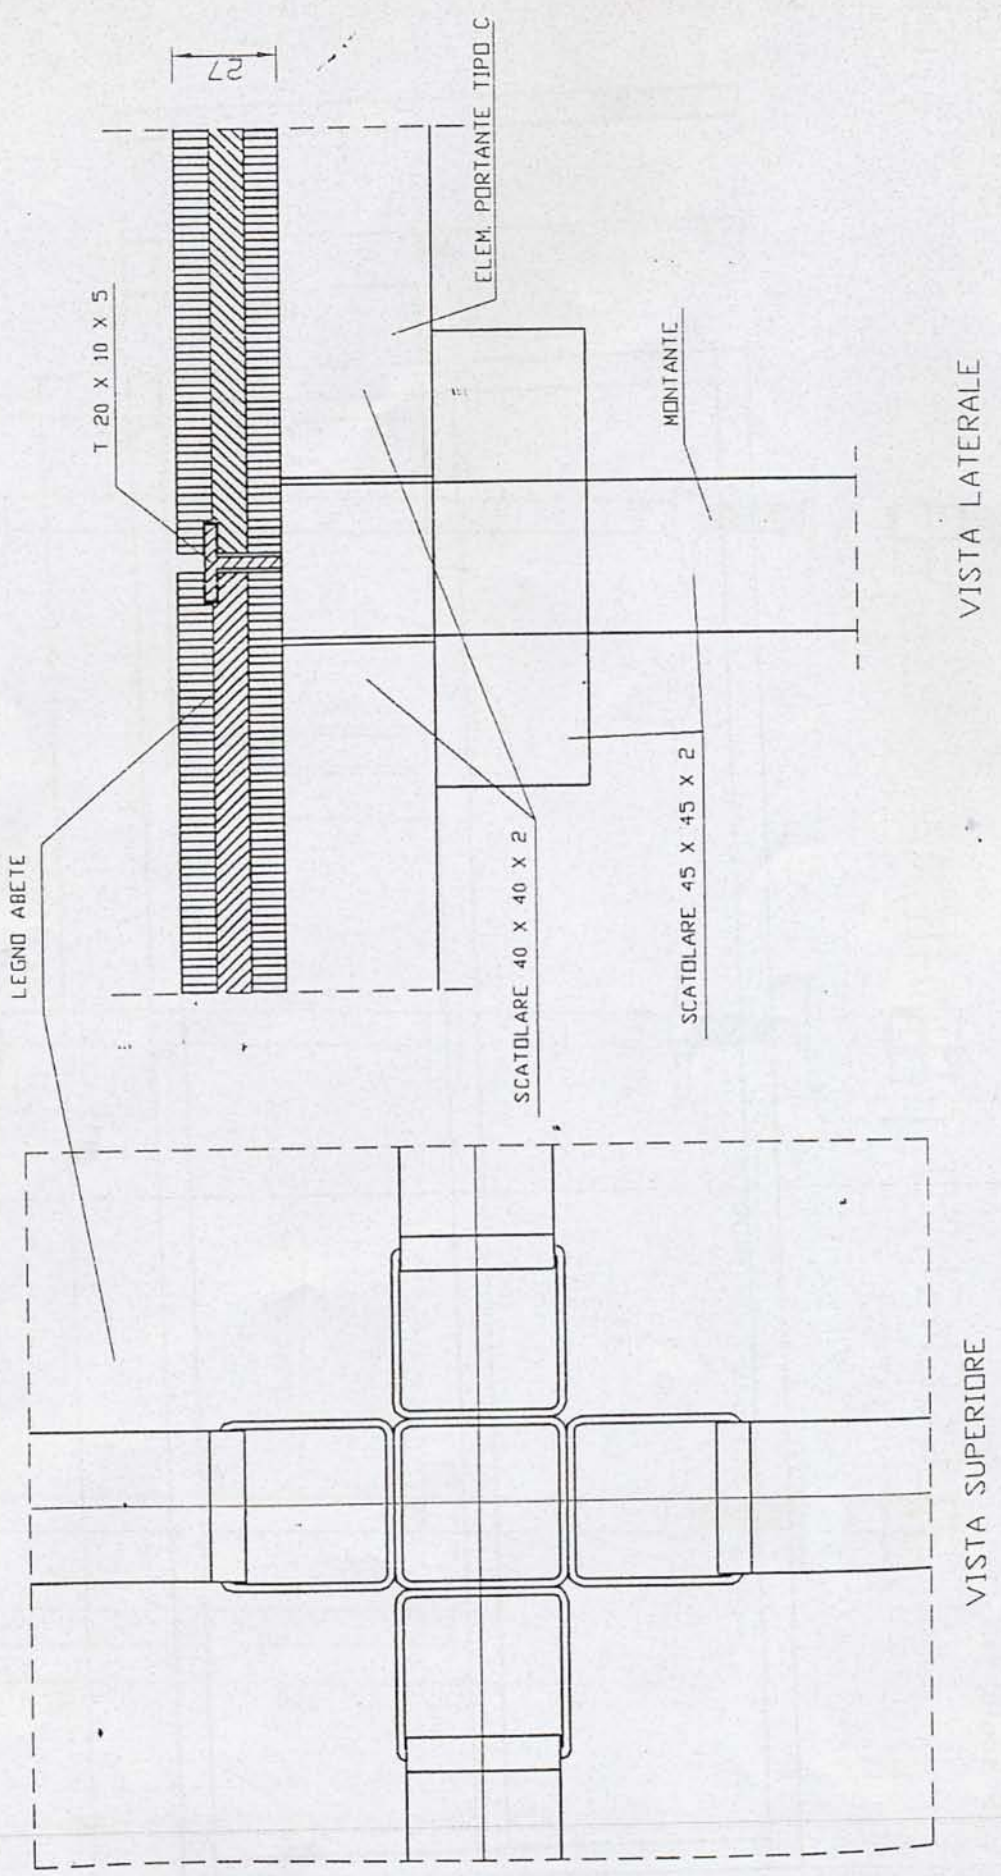 LEGNO ABETE
T 20 X 10 X 5
27
SCATOLARE 40 X 40 X 2
ELEM. PORTANTE TIPO C
SCATOLARE 45 X 45 X 2
MONTANTE
VISTA SUPERIORE
VISTA LATERALE